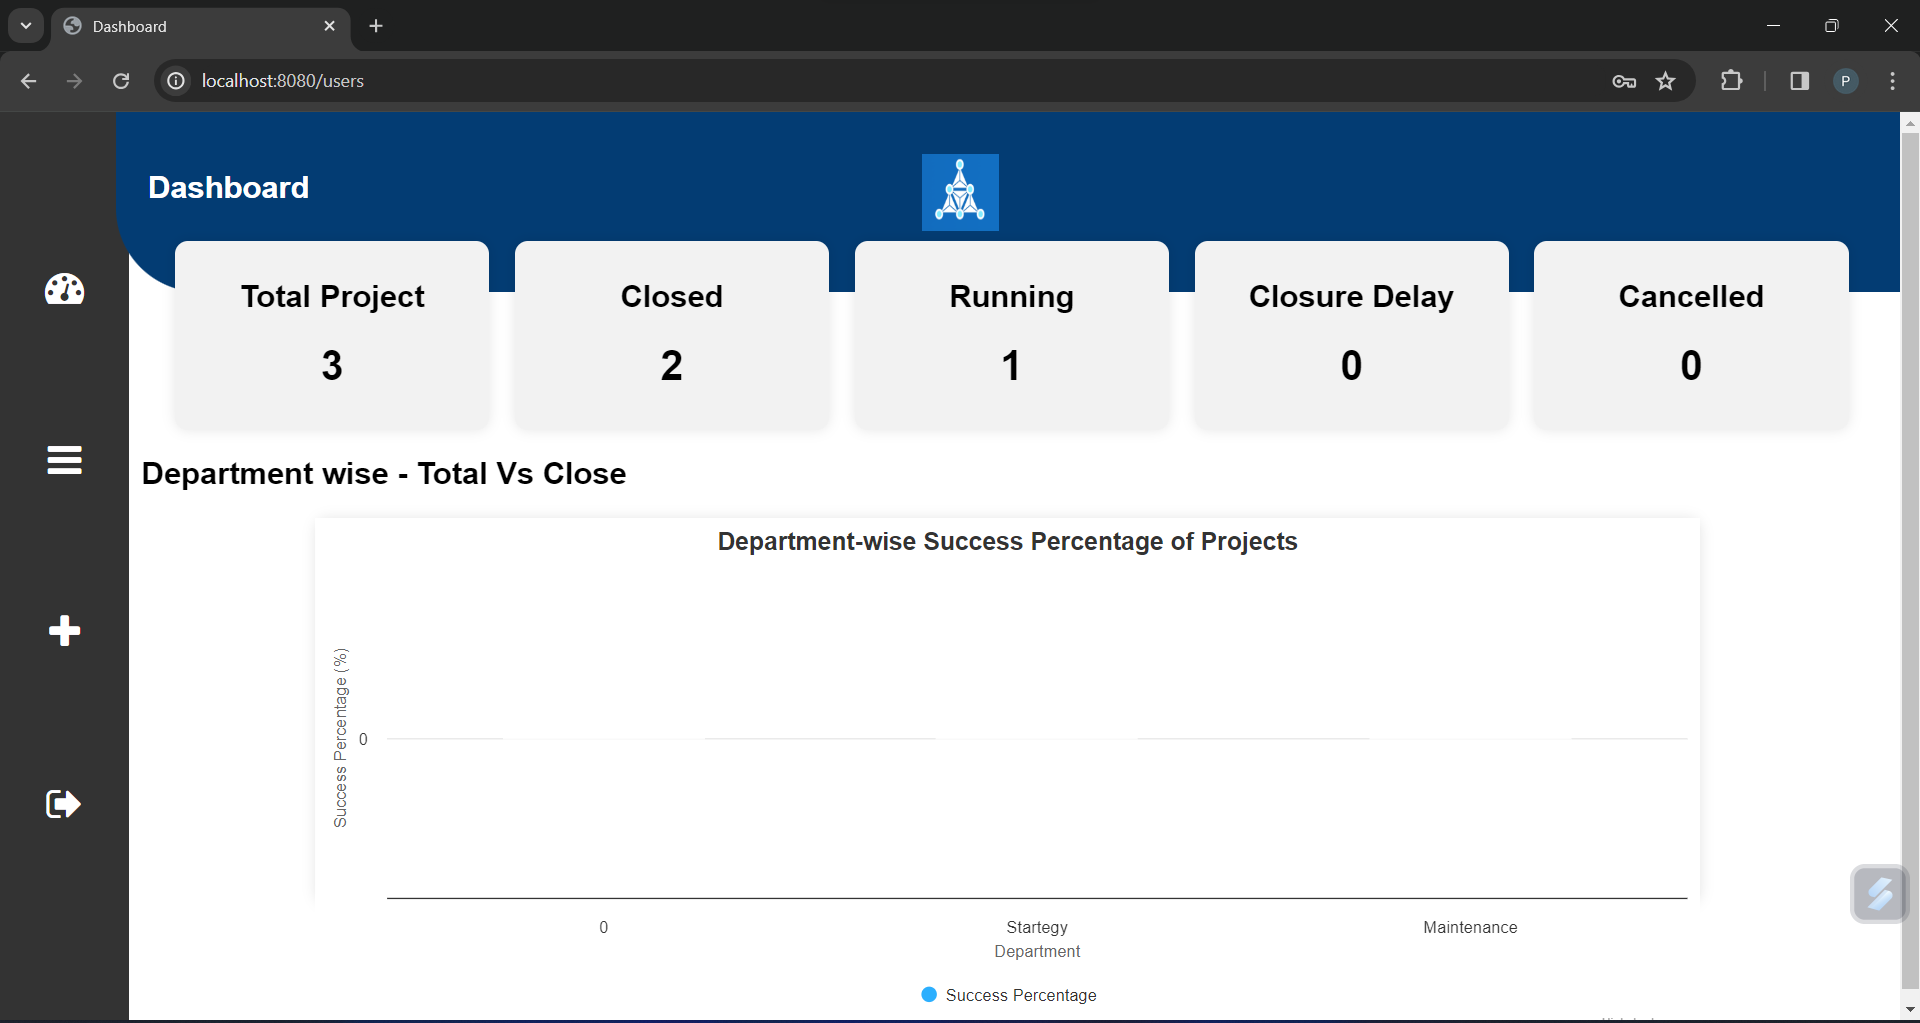 Dashboard
localhost:8080/users
P
Dashboard
Total Project
3
Closed
2
Running
1
Closure Delay
0
Cancelled
0
Department wise - Total Vs Close
Department-wise Success Percentage of Projects
Success Percentage (%)
0
0
Startegy
Maintenance
Department
Success Percentage